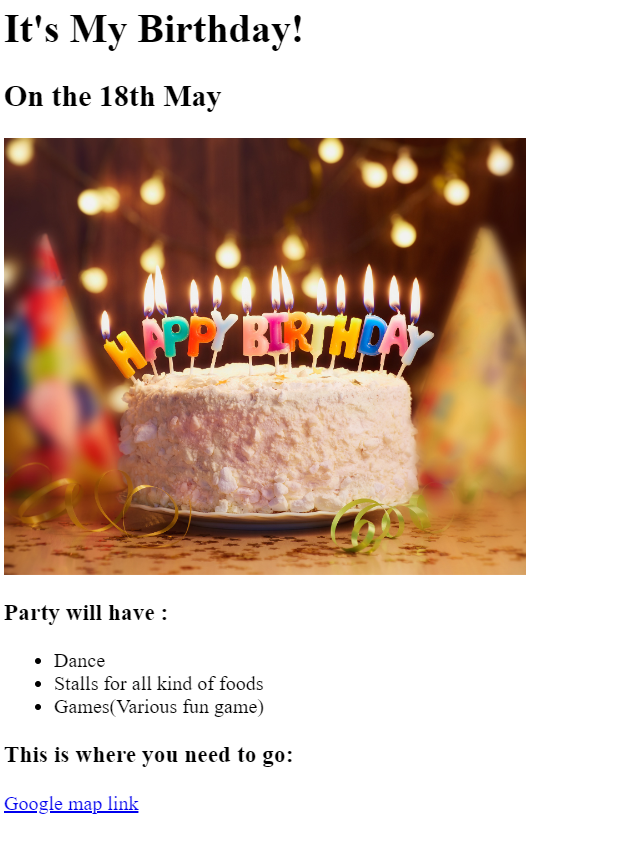 It's My Birthday!
On the 18th May
HAPPY BIRTHDAY
Party will have :
Dance
Stalls for all kind of foods
Games(Various fun game)
This is where you need to go:
Google map link